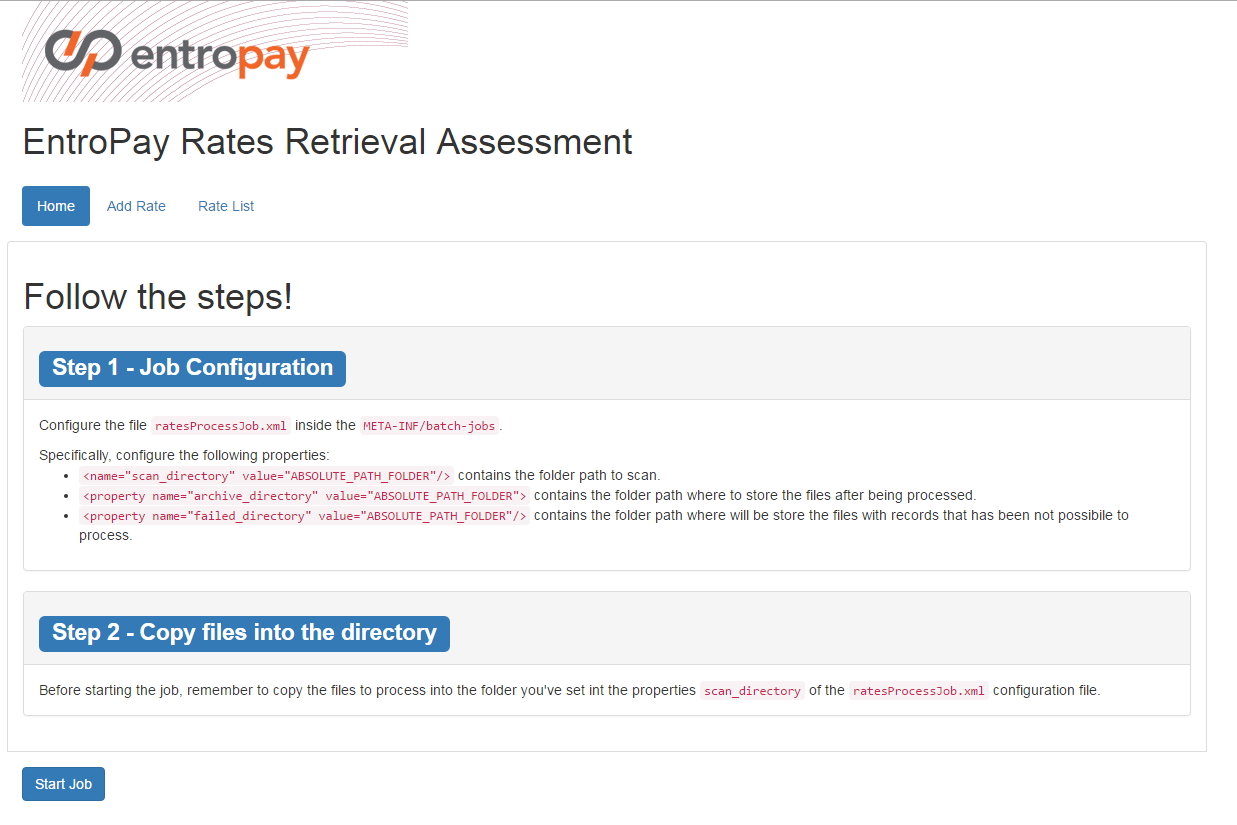 entropay
EntroPay Rates Retrieval Assessment
Home Add Rate Rate List
Follow the steps!
Step 1 - Job Configuration
Configure the file ratesProcessJob.xml inside the META-INF/batch-jobs.
Specifically, configure the following properties:
• <name="scan_directory" value="ABSOLUTE_PATH_FOLDER"/> contains the folder path to scan.
• <property name="archive_directory" value="ABSOLUTE_PATH_FOLDER"> contains the folder path where to store the files after being processed.
• <property name="failed_directory" value="ABSOLUTE_PATH_FOLDER"/> contains the folder path where will be store the files with records that has been not possibile to
process.
Step 2 - Copy files into the directory
Before starting the job, remember to copy the files to process into the folder you've set int the properties scan_directory of the ratesProcessJob.xml configuration file.
Start Job